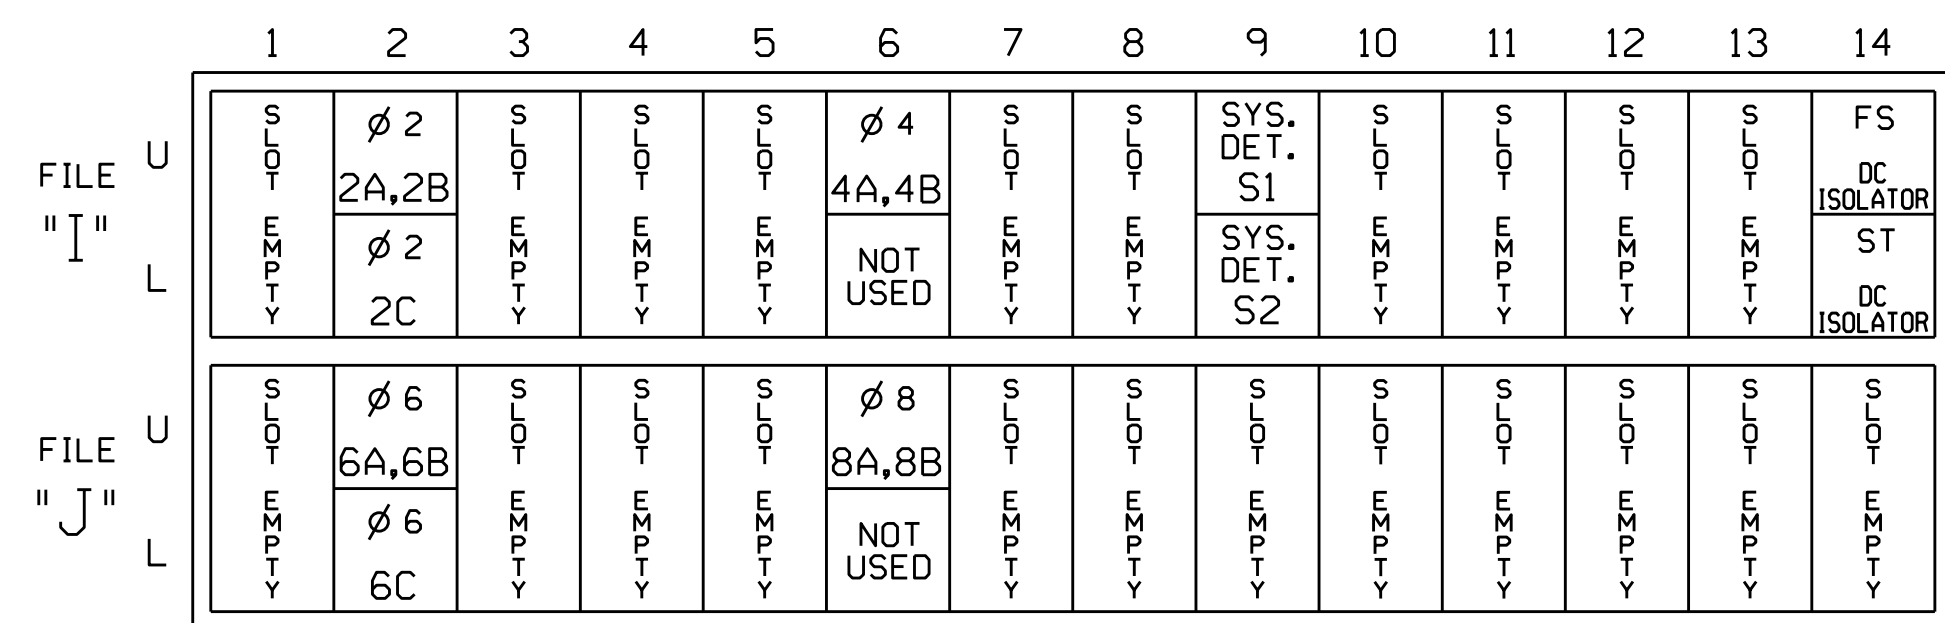 1 2 3 4 5 6 7 8 9 10 11 12 13 14
FILE
"I"
U
L
SLOT EMPTY
Ø 2
2A,2B
Ø 2
2C
SLOT EMPTY
SLOT EMPTY
SLOT EMPTY
Ø 4
4A,4B
NOT
USED
SLOT EMPTY
SLOT EMPTY
SYS.
DET.
S1
SYS.
DET.
S2
SLOT EMPTY
SLOT EMPTY
SLOT EMPTY
SLOT EMPTY
FS
DC
ISOLATOR
ST
DC
ISOLATOR
FILE
"J"
U
L
SLOT EMPTY
Ø 6
6A,6B
Ø 6
6C
SLOT EMPTY
SLOT EMPTY
SLOT EMPTY
Ø 8
8A,8B
NOT
USED
SLOT EMPTY
SLOT EMPTY
SLOT EMPTY
SLOT EMPTY
SLOT EMPTY
SLOT EMPTY
SLOT EMPTY
SLOT EMPTY